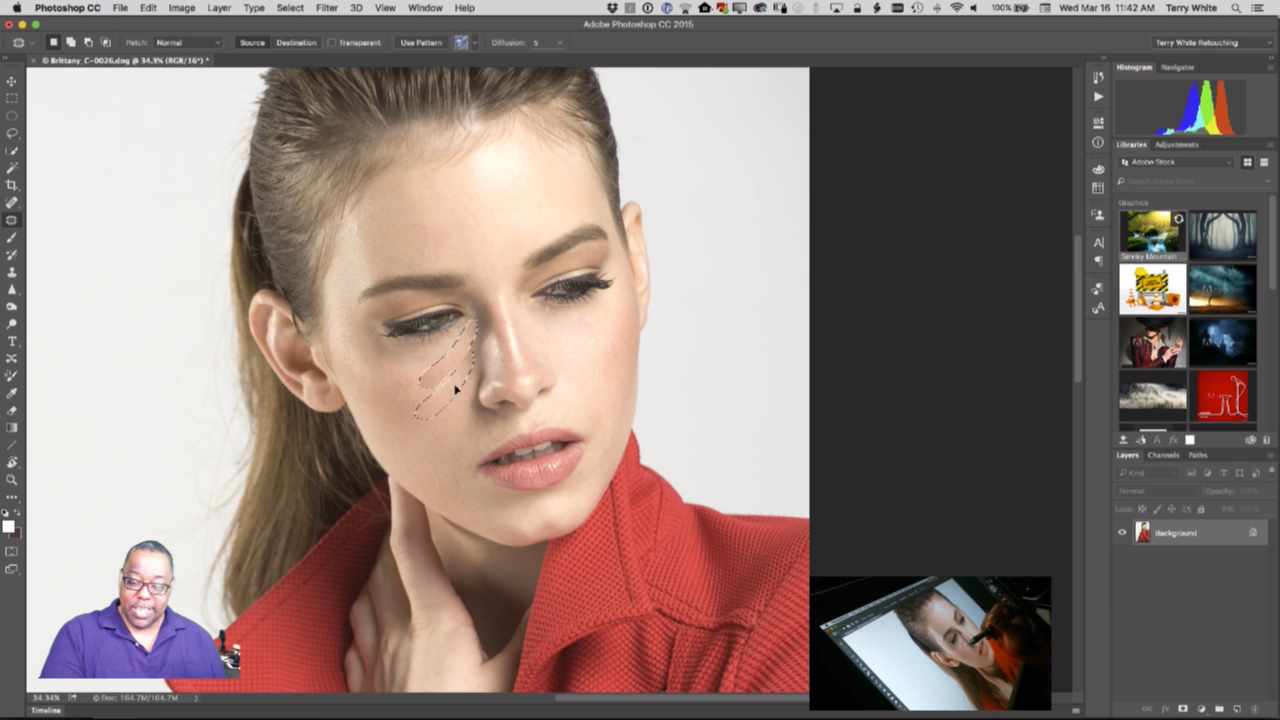 Photoshop CC File Edit Image Layer Type Select Filter 3D View Window Help 100% Wed Mar 16 11:42 AM Terry White
Adobe Photoshop CC 2015
Patch: Normal Source Destination Transparent Use Pattern Diffusion: 5 Terry White Retouching
© Brittany_C-0026.dng @ 34.3% (RGB/16*) *
Histogram Navigator
Libraries Adjustments
Adobe Stock
Search Adobe Stock
Graphics
Smoky Mountain
Layers Channels Paths
Kind
Normal Opacity: 100%
Lock: Fill: 100%
Background
34.34% Doc: 164.7M/164.7M
Timeline